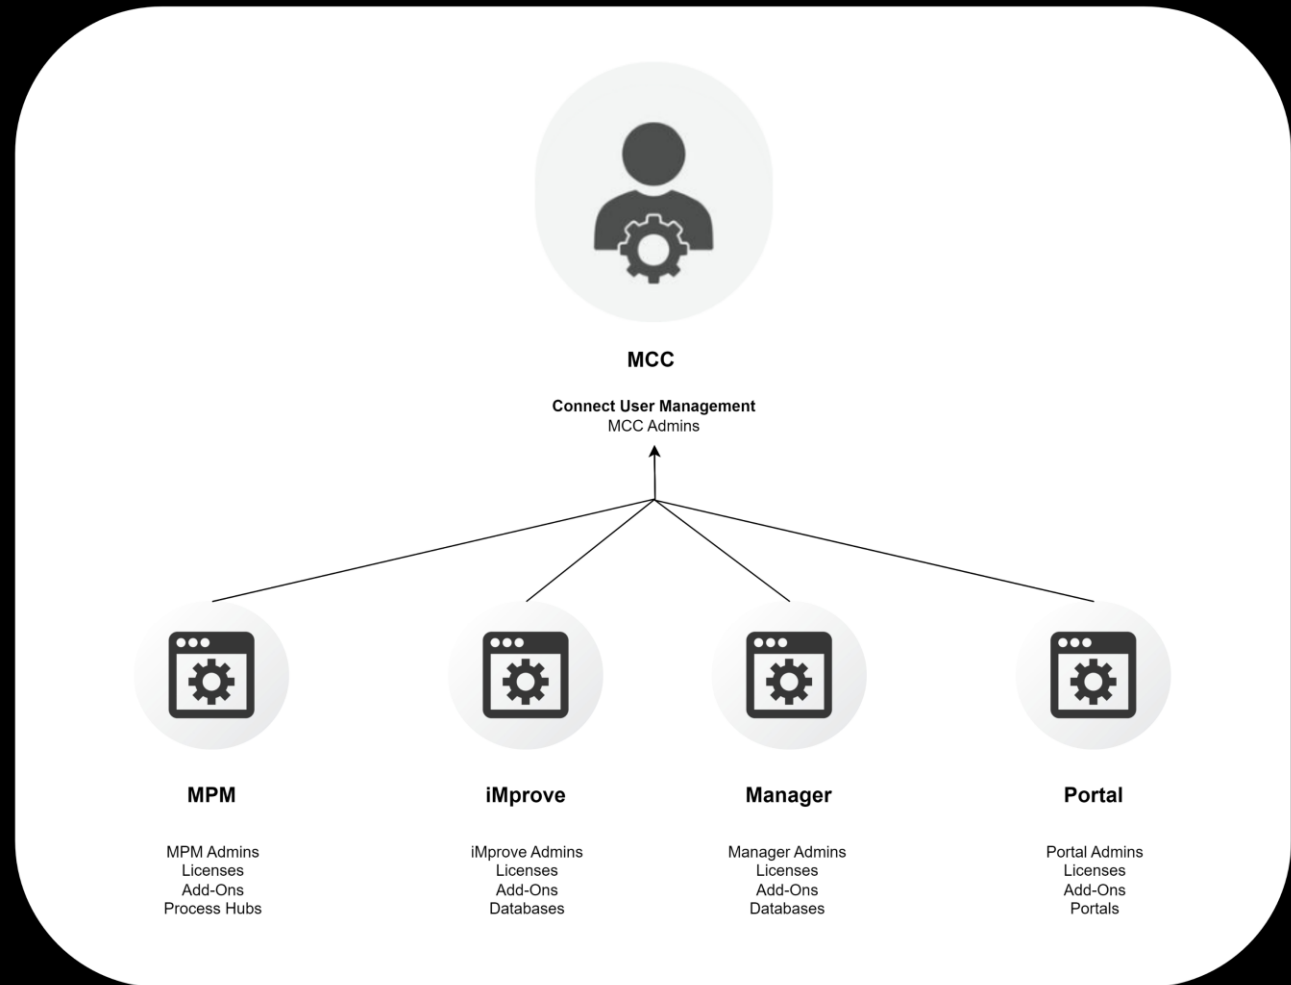 MCC
Connect User Management
MCC Admins
MPM
MPM Admins
Licenses
Add-Ons
Process Hubs
iMprove
iMprove Admins
Licenses
Add-Ons
Databases
Manager
Manager Admins
Licenses
Add-Ons
Databases
Portal
Portal Admins
Licenses
Add-Ons
Portals